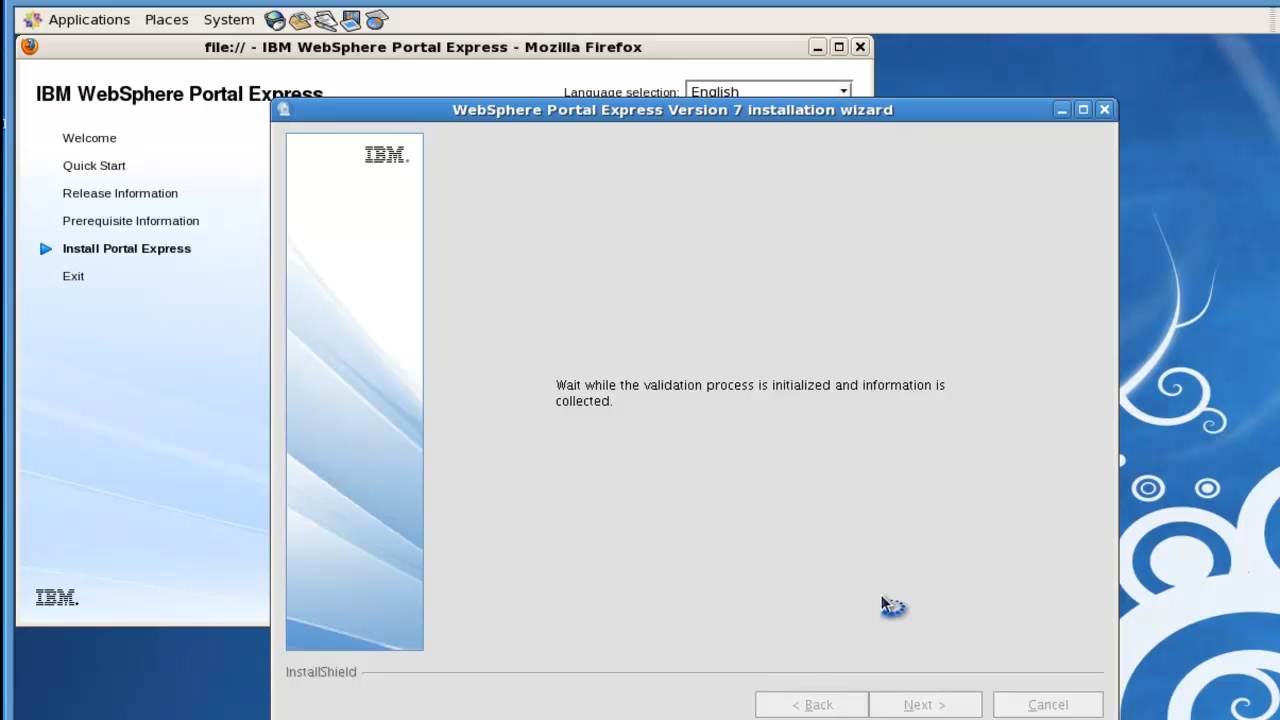 Applications Places System
file:// - IBM WebSphere Portal Express - Mozilla Firefox
IBM WebSphere Portal Express
Language selection: English
WebSphere Portal Express Version 7 installation wizard
Welcome
Quick Start
Release Information
Prerequisite Information
Install Portal Express
Exit
IBM.
IBM.
Wait while the validation process is initialized and information is
collected.
InstallShield
< Back Next > Cancel